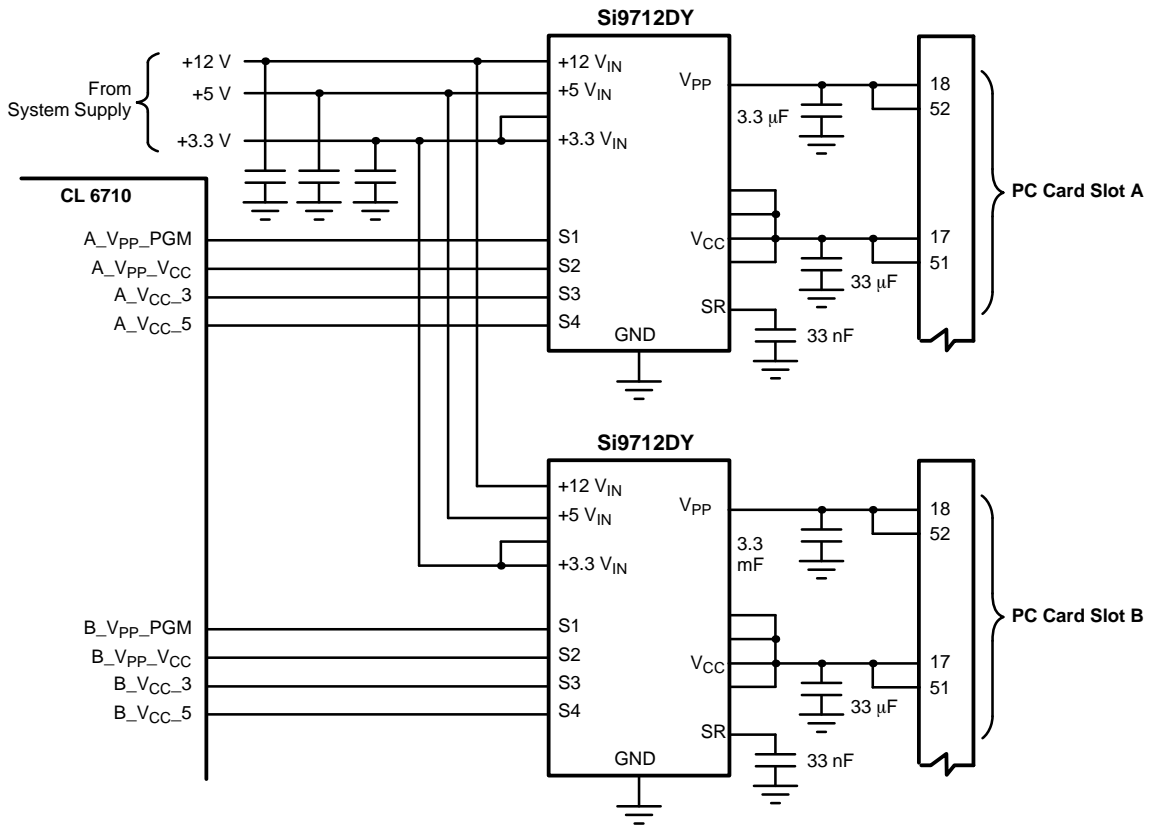 Si9712DY
From
System Supply
+12 V
+5 V
+3.3 V
+12 VIN
+5 VIN
+3.3 VIN
VPP
3.3 µF
18
52
PC Card Slot A
CL 6710
A_VPP_PGM
A_VPP_VCC
A_VCC_3
A_VCC_5
S1
S2
S3
S4
VCC
33 µF
17
51
SR
33 nF
GND
Si9712DY
+12 VIN
+5 VIN
+3.3 VIN
VPP
3.3
mF
18
52
PC Card Slot B
B_VPP_PGM
B_VPP_VCC
B_VCC_3
B_VCC_5
S1
S2
S3
S4
VCC
33 µF
17
51
SR
33 nF
GND